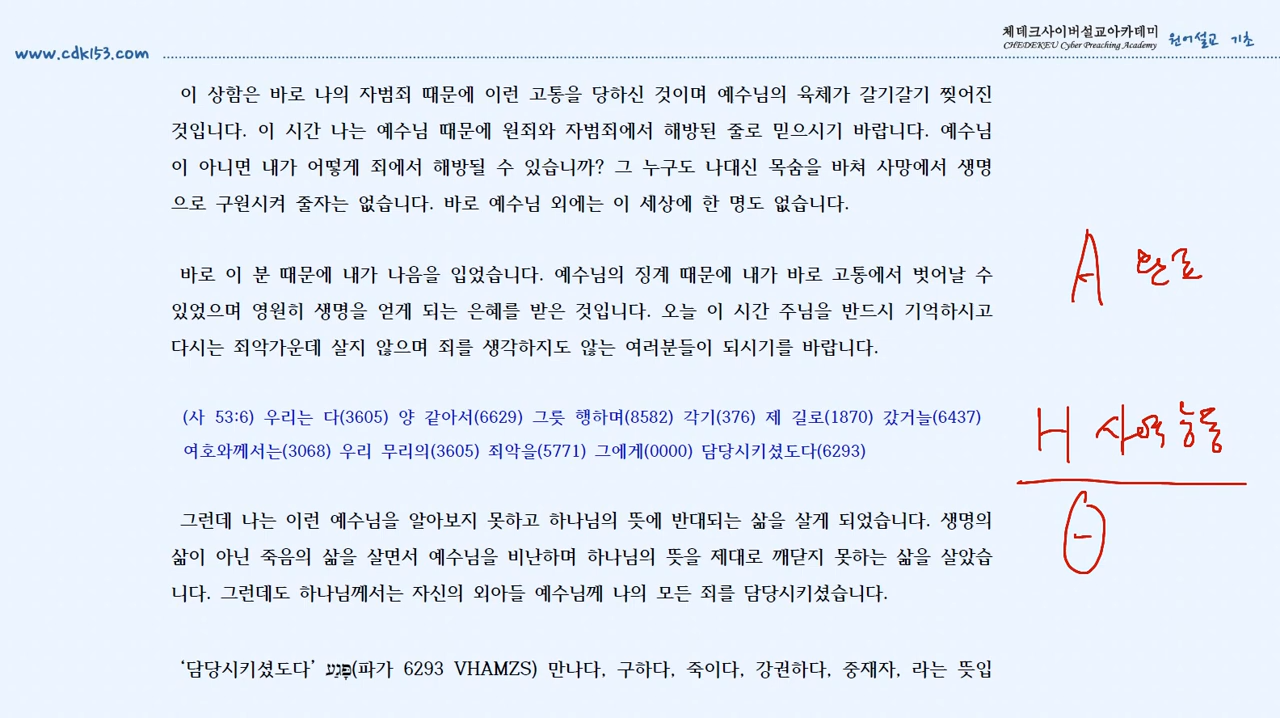 www.cdk153.com
체데크사이버설교아카데미
CHEDEKEU Cyber Preaching Academy
원어설교 기초
이 상함은 바로 나의 자범죄 때문에 이런 고통을 당하신 것이며 예수님의 육체가 갈기갈기 찢어진
것입니다. 이 시간 나는 예수님 때문에 원죄와 자범죄에서 해방된 줄로 믿으시기 바랍니다. 예수님
이 아니면 내가 어떻게 죄에서 해방될 수 있습니까? 그 누구도 나대신 목숨을 바쳐 사망에서 생명
으로 구원시켜 줄자는 없습니다. 바로 예수님 외에는 이 세상에 한 명도 없습니다.
바로 이 분 때문에 내가 나음을 입었습니다. 예수님의 징계 때문에 내가 바로 고통에서 벗어날 수
있었으며 영원히 생명을 얻게 되는 은혜를 받은 것입니다. 오늘 이 시간 주님을 반드시 기억하시고
다시는 죄악가운데 살지 않으며 죄를 생각하지도 않는 여러분들이 되시기를 바랍니다.
A 완료
(사 53:6) 우리는 다(3605) 양 같아서(6629) 그릇 행하며(8582) 각기(376) 제 길로(1870) 갔거늘(6437)
여호와께서는(3068) 우리 무리의(3605) 죄악을(5771) 그에게(0000) 담당시키셨도다(6293)
H 사역능동
그런데 나는 이런 예수님을 알아보지 못하고 하나님의 뜻에 반대되는 삶을 살게 되었습니다. 생명의
삶이 아닌 죽음의 삶을 살면서 예수님을 비난하며 하나님의 뜻을 제대로 깨닫지 못하는 삶을 살았습
니다. 그런데도 하나님께서는 자신의 외아들 예수님께 나의 모든 죄를 담당시키셨습니다.
‘담당시키셨도다’ פָּגַע(파가 6293 VHAMZS) 만나다, 구하다, 죽이다, 강권하다, 중재자, 라는 뜻입